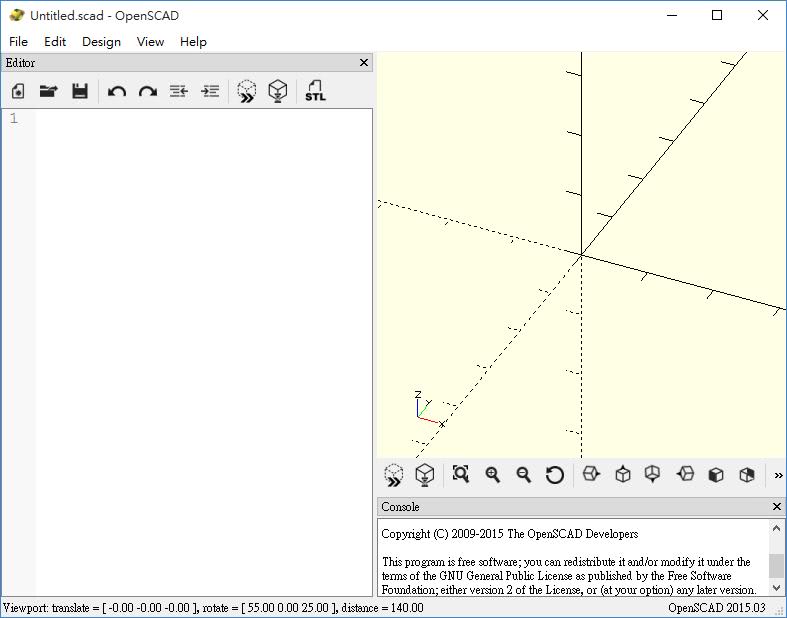 Untitled.scad - OpenSCAD
File Edit Design View Help
Editor
STL
1
Z
Y
X
Console
Copyright (C) 2009-2015 The OpenSCAD Developers
This program is free software; you can redistribute it and/or modify it under the
terms of the GNU General Public License as published by the Free Software
Foundation; either version 2 of the License, or (at your option) any later version.
Viewport: translate = [ -0.00 -0.00 -0.00 ], rotate = [ 55.00 0.00 25.00 ], distance = 140.00
OpenSCAD 2015.03